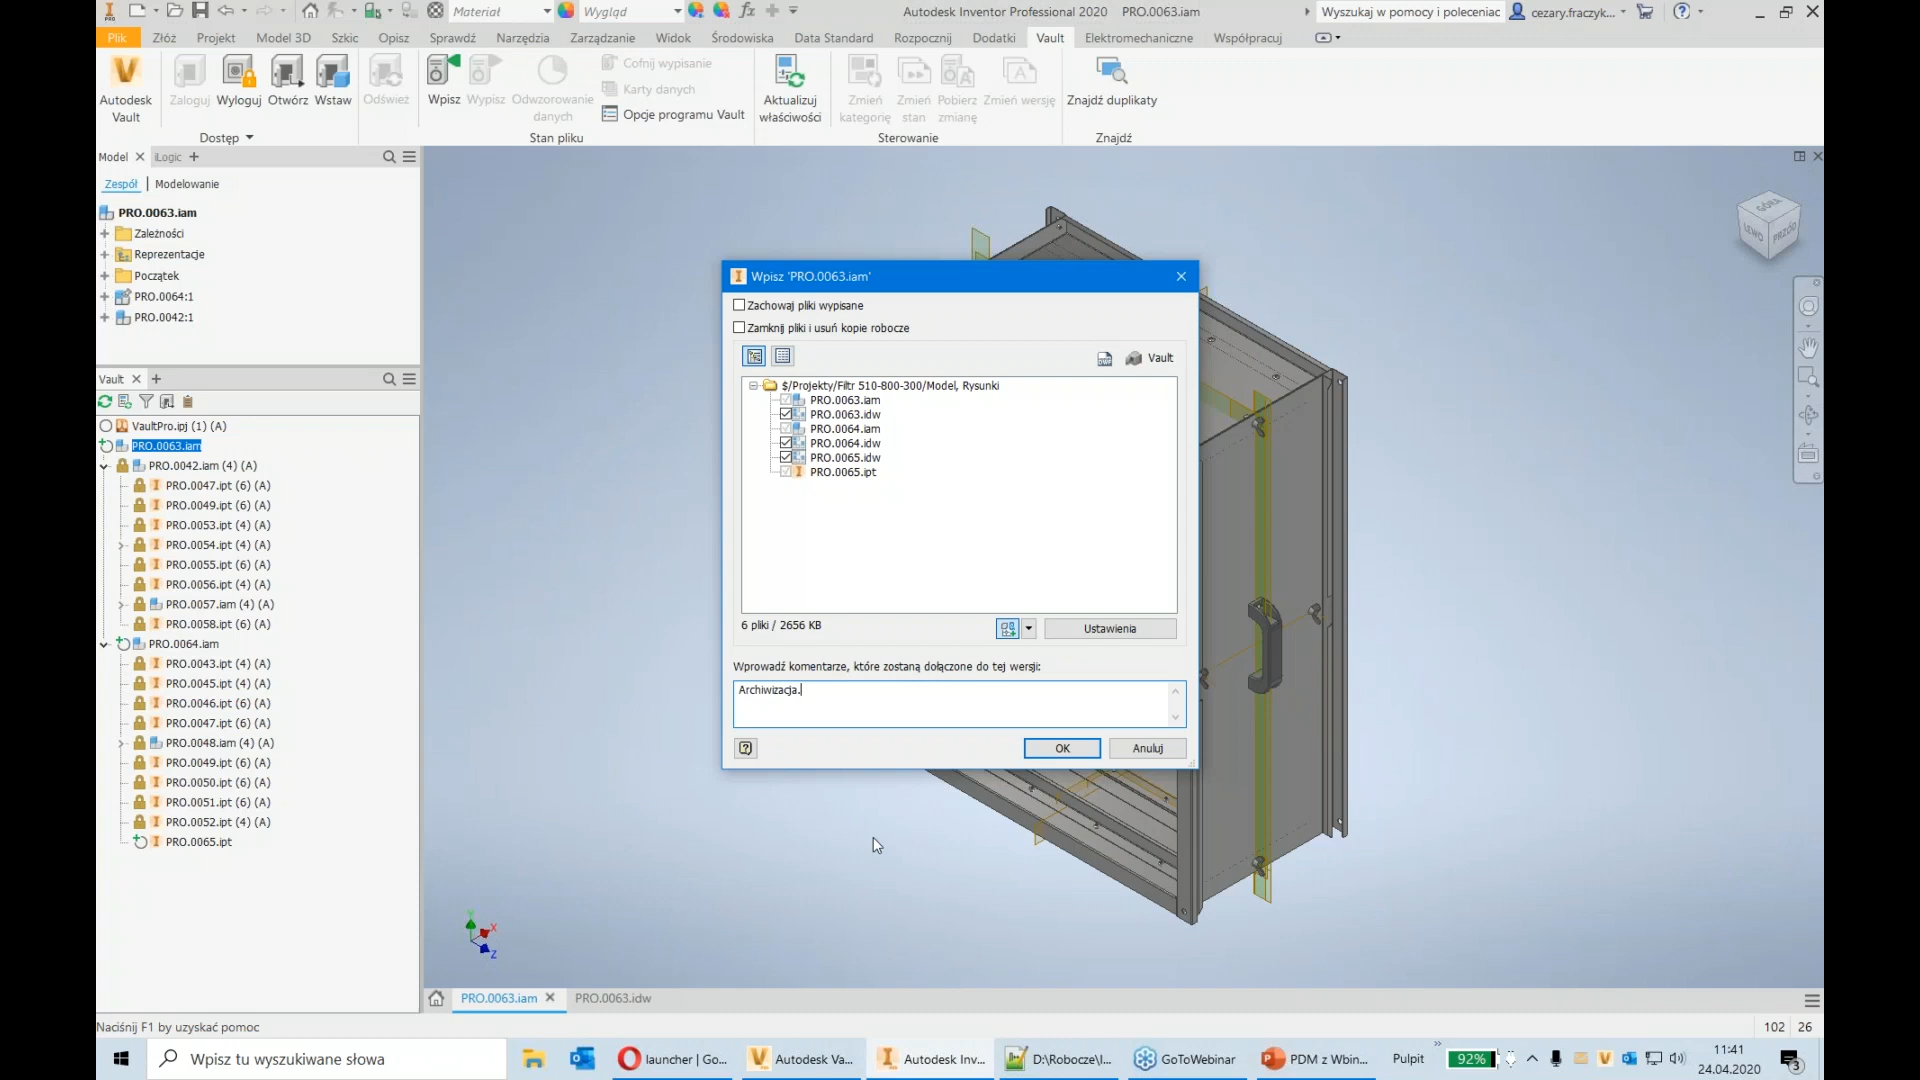 Materiał
Wygląd
Autodesk Inventor Professional 2020 PRO.0063.iam
Wyszukaj w pomocy i poleceniac
cezary.fraczyk...
Plik Złóż Projekt Model 3D Szkic Opisz Sprawdź Narzędzia Zarządzanie Widok Środowiska Data Standard Rozpocznij Dodatki Vault Elektromechaniczne Współpracuj
Autodesk Vault
Zaloguj Wyloguj Otwórz Wstaw Odśwież
Wpisz Wypisz Odwzorowanie danych
Cofnij wypisanie
Karty danych
Opcje programu Vault
Aktualizuj właściwości
Zmień kategorię
Zmień stan
Pobierz zmianę
Zmień wersję
Znajdź duplikaty
Dostęp
Stan pliku
Sterowanie
Znajdź
Model iLogic
Zespół Modelowanie
PRO.0063.iam
Zależności
Reprezentacje
Początek
PRO.0064:1
PRO.0042:1
Vault
VaultPro.ipj (1) (A)
PRO.0063.iam
PRO.0042.iam (4) (A)
PRO.0047.ipt (6) (A)
PRO.0049.ipt (6) (A)
PRO.0053.ipt (4) (A)
PRO.0054.ipt (4) (A)
PRO.0055.ipt (6) (A)
PRO.0056.ipt (4) (A)
PRO.0057.iam (4) (A)
PRO.0058.ipt (6) (A)
PRO.0064.iam
PRO.0043.ipt (4) (A)
PRO.0045.ipt (4) (A)
PRO.0046.ipt (6) (A)
PRO.0047.ipt (6) (A)
PRO.0048.iam (4) (A)
PRO.0049.ipt (6) (A)
PRO.0050.ipt (6) (A)
PRO.0051.ipt (6) (A)
PRO.0052.ipt (4) (A)
PRO.0065.ipt
GÓRA
LEWO
PRZÓD
Wpisz 'PRO.0063.iam'
Zachowaj pliki wypisane
Zamknij pliki i usuń kopie robocze
Vault
$/Projekty/Filtr 510-800-300/Model, Rysunki
PRO.0063.iam
PRO.0063.idw
PRO.0064.iam
PRO.0064.idw
PRO.0065.idw
PRO.0065.ipt
6 pliki / 2656 KB
Ustawienia
Wprowadź komentarze, które zostaną dołączone do tej wersji:
Archiwizacja.
OK Anuluj
Y
X
Z
PRO.0063.iam PRO.0063.idw
Naciśnij F1 by uzyskać pomoc
102 26
Wpisz tu wyszukiwane słowa
launcher | Go...
Autodesk Va...
Autodesk Inv...
D:\Robocze\I...
GoToWebinar
PDM z Wbin...
Pulpit
92%
11:41
24.04.2020
3